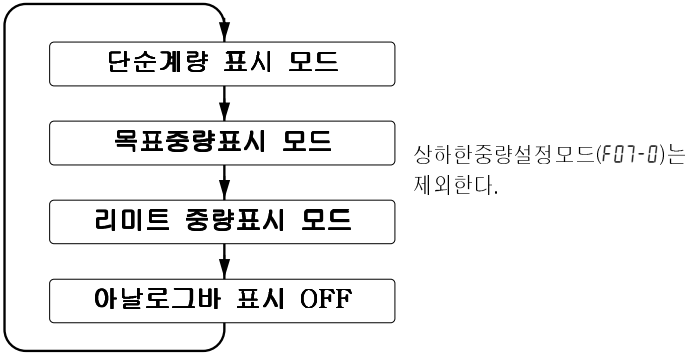 단순계량 표시 모드
목표중량표시 모드
상하한중량설정모드(F07-0)는
제외한다.
리미트 중량표시 모드
아날로그바 표시 OFF